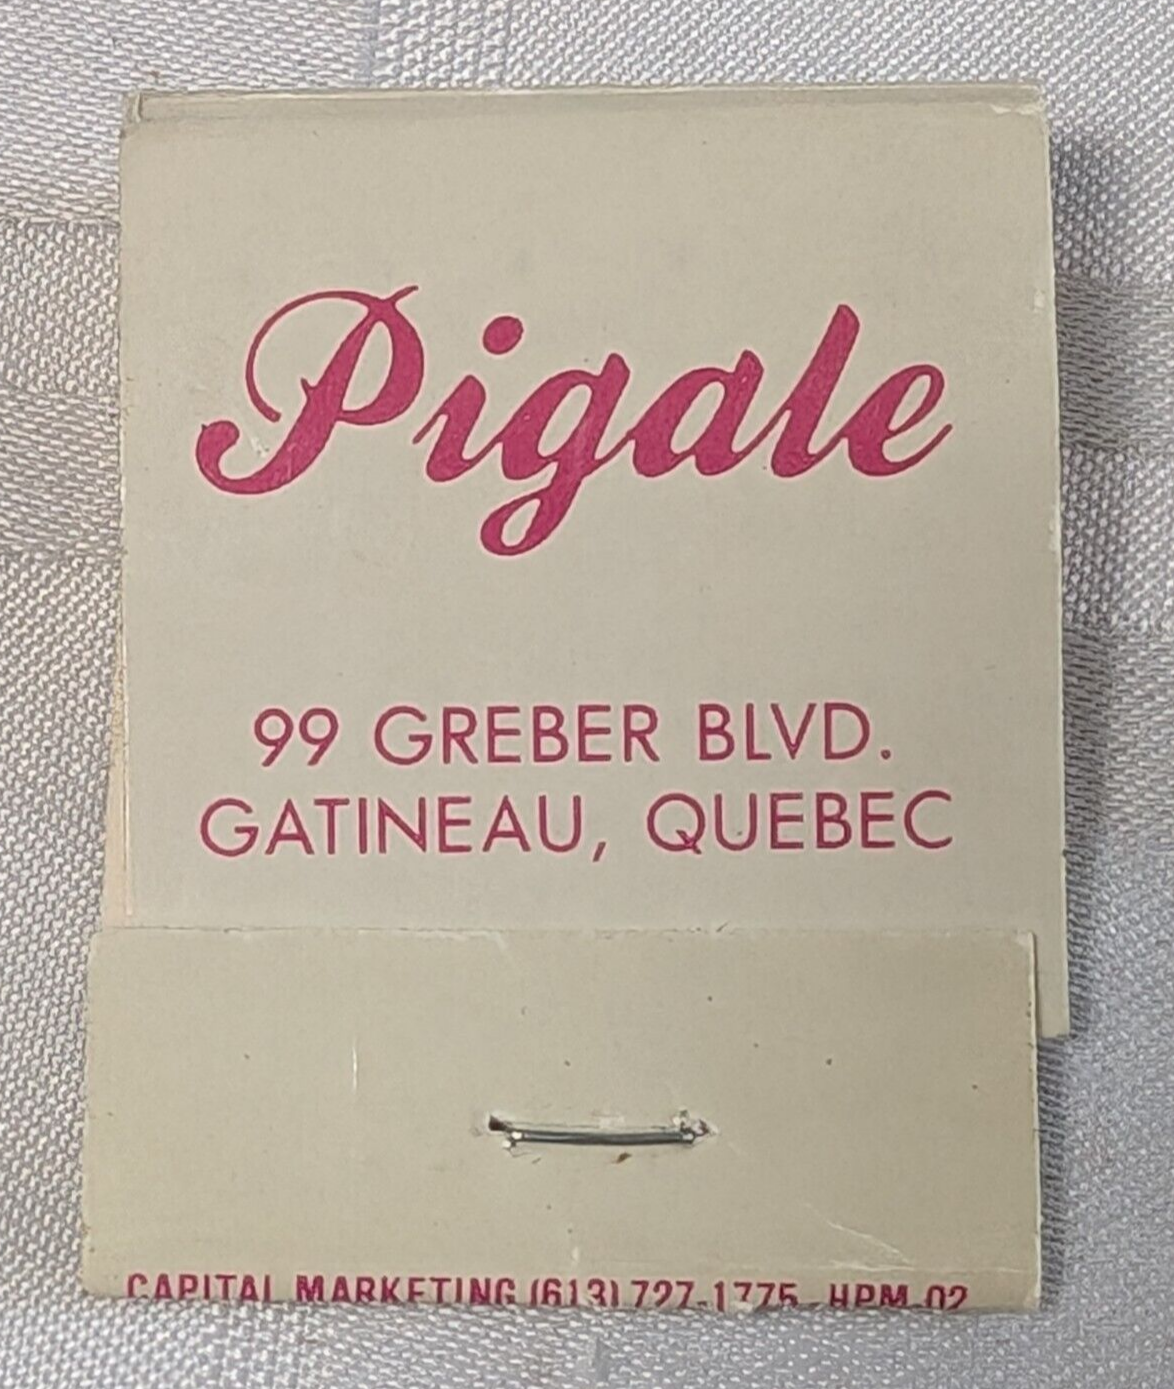 Pigale
99 GREBER BLVD.
GATINEAU, QUEBEC
CAPITAL MARKETING (613) 727-1775 HPM-02